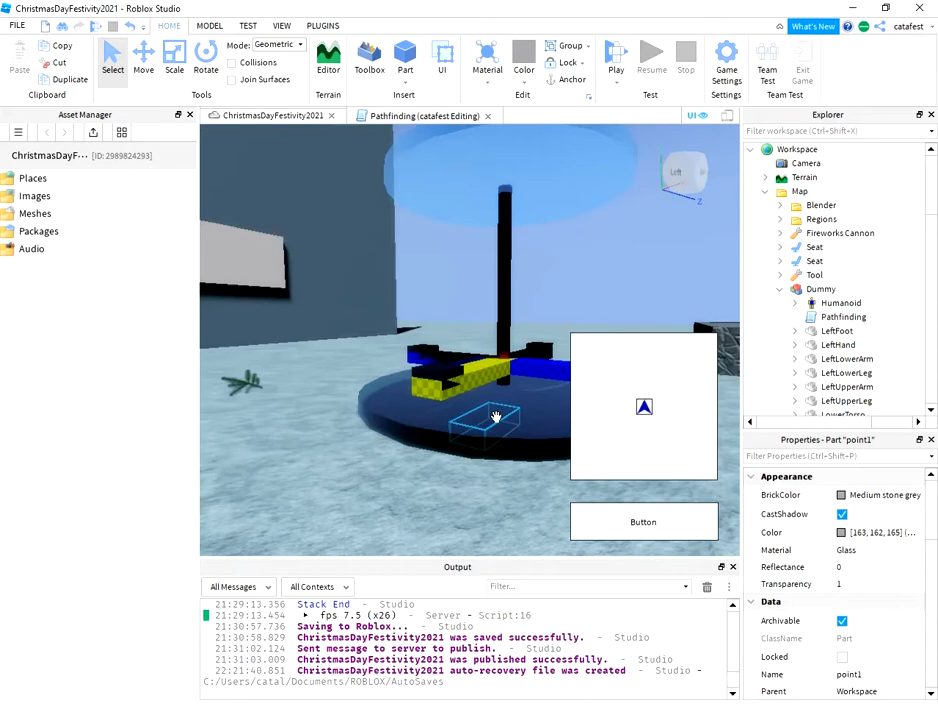 ChristmasDayFestivity2021 - Roblox Studio
FILE HOME MODEL TEST VIEW PLUGINS What's New catafest
Paste Copy Cut Duplicate Select Move Scale Rotate Mode: Geometric Collisions Join Surfaces Editor Toolbox Part UI Material Color Group Lock Anchor Play Resume Stop Game Settings Team Test Exit Game
Clipboard Tools Terrain Insert Edit Test Settings Team Test
Asset Manager
ChristmasDayF··· [ID: 2989824293]
Places
Images
Meshes
Packages
Audio
ChristmasDayFestivity2021 Pathfinding (catafest Editing) UI
Left
Z
Button
Output
All Messages All Contexts Filter...
21:29:13.356 Stack End - Studio
21:29:13.454 fps 7.5 (x26) - Server - Script:16
21:30:57.736 Saving to Roblox... - Studio
21:30:58.829 ChristmasDayFestivity2021 was saved successfully. - Studio
21:31:02.124 Sent message to server to publish. - Studio
21:31:03.009 ChristmasDayFestivity2021 was published successfully. - Studio
22:21:40.851 ChristmasDayFestivity2021 auto-recovery file was created - Studio -
C:/Users/catal/Documents/ROBLOX/AutoSaves
Explorer
Filter workspace (Ctrl+Shift+X)
Workspace
Camera
Terrain
Map
Blender
Regions
Fireworks Cannon
Seat
Seat
Tool
Dummy
Humanoid
Pathfinding
LeftFoot
LeftHand
LeftLowerArm
LeftLowerLeg
LeftUpperArm
LeftUpperLeg
LowerTorso
Properties - Part "point1"
Filter Properties (Ctrl+Shift+P)
Appearance
BrickColor Medium stone grey
CastShadow
Color [163, 162, 165] (...
Material Glass
Reflectance 0
Transparency 1
Data
Archivable
ClassName Part
Locked
Name point1
Parent Workspace